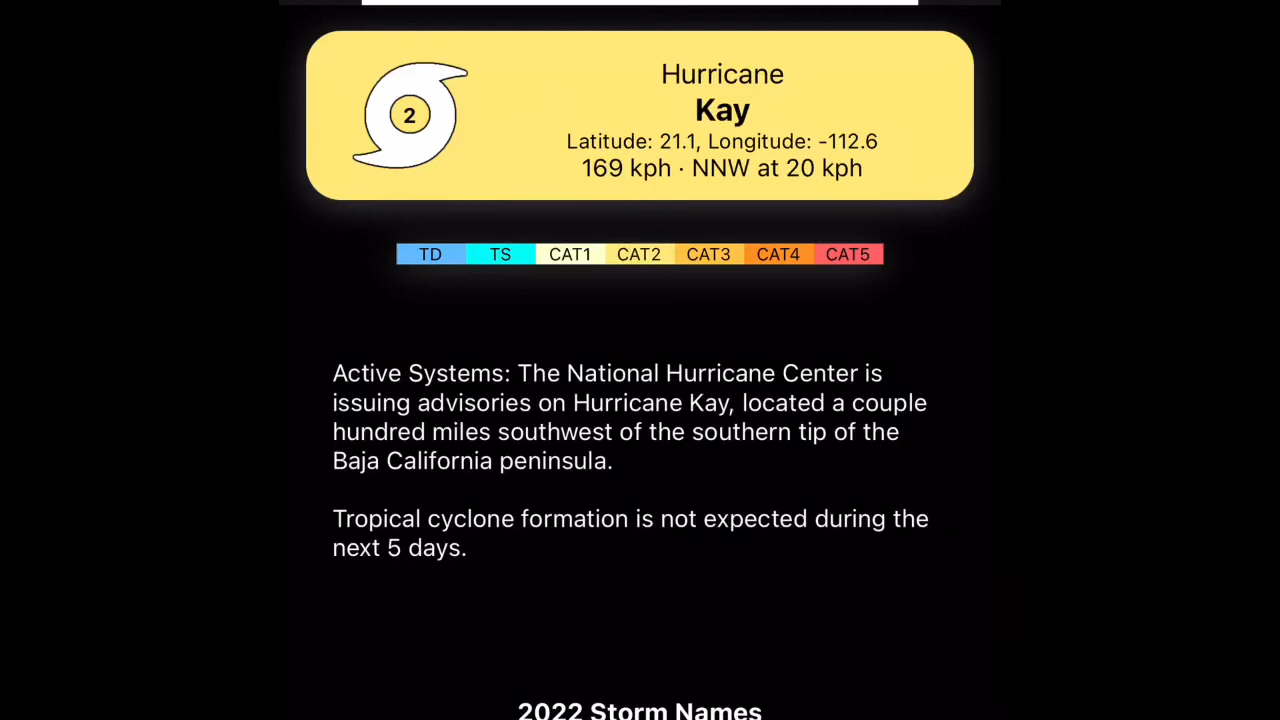 2
Hurricane
Kay
Latitude: 21.1, Longitude: -112.6
169 kph · NNW at 20 kph
TD TS CAT1 CAT2 CAT3 CAT4 CAT5
Active Systems: The National Hurricane Center is
issuing advisories on Hurricane Kay, located a couple
hundred miles southwest of the southern tip of the
Baja California peninsula.
Tropical cyclone formation is not expected during the
next 5 days.
2022 Storm Names